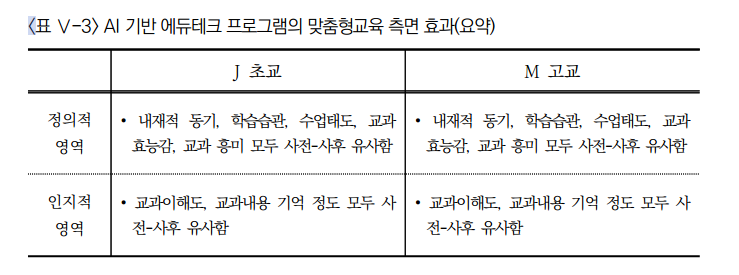 <표 Ⅴ-3> AI 기반 에듀테크 프로그램의 맞춤형교육 측면 효과(요약)
J 초교
M 고교
정의적
영역
• 내재적 동기, 학습습관, 수업태도, 교과
효능감, 교과 흥미 모두 사전-사후 유사함
• 내재적 동기, 학습습관, 수업태도, 교과
효능감, 교과 흥미 모두 사전-사후 유사함
인지적
영역
• 교과이해도, 교과내용 기억 정도 모두 사
전-사후 유사함
• 교과이해도, 교과내용 기억 정도 모두 사
전-사후 유사함